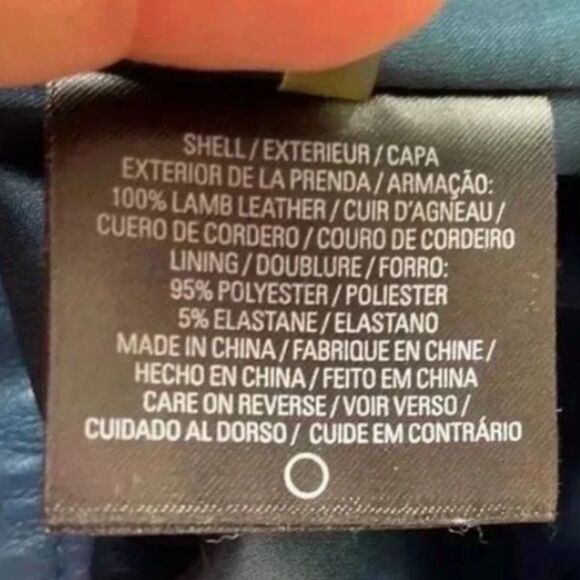 SHELL / EXTERIEUR / CAPA
EXTERIOR DE LA PRENDA / ARMAÇÃO:
100% LAMB LEATHER / CUIR D'AGNEAU /
CUERO DE CORDERO / COURO DE CORDEIRO
LINING / DOUBLURE / FORRO:
95% POLYESTER / POLIESTER
5% ELASTANE / ELASTANO
MADE IN CHINA / FABRIQUE EN CHINE /
HECHO EN CHINA / FEITO EM CHINA
CARE ON REVERSE / VOIR VERSO /
CUIDADO AL DORSO / CUIDE EM CONTRÁRIO